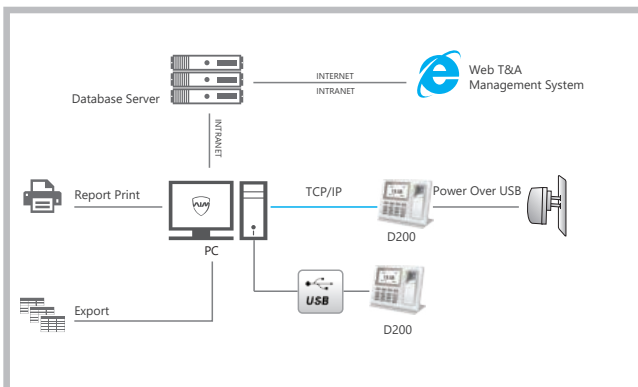 INTERNET
INTRANET
Web T&A
Management System
Database Server
INTRANET
Report Print
TCP/IP
Power Over USB
D200
PC
USB
Export
D200